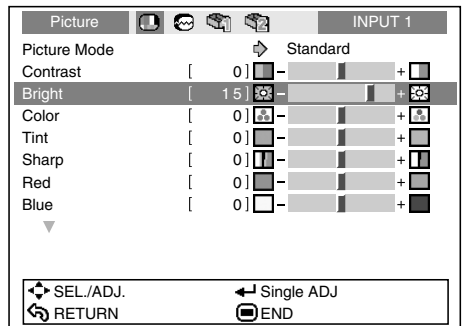 Picture INPUT 1
Picture Mode Standard
Contrast [ 0] - +
Bright [ 15] - +
Color [ 0] - +
Tint [ 0] - +
Sharp [ 0] - +
Red [ 0] - +
Blue [ 0] - +
SEL./ADJ. Single ADJ
RETURN END